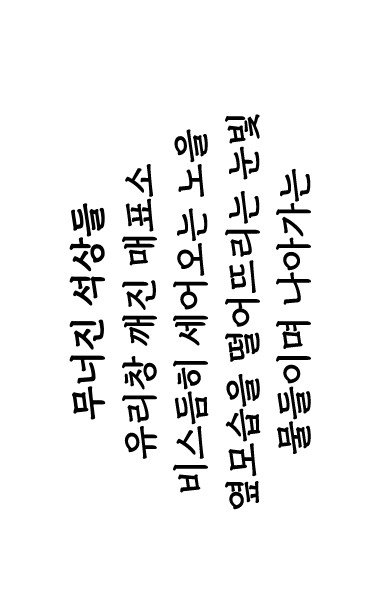 무너진 석상들
유리창 깨진 매표소
비스듬히 세어오는 노을
옆모습을 떨어뜨리는 눈빛
물들이며 나아가는